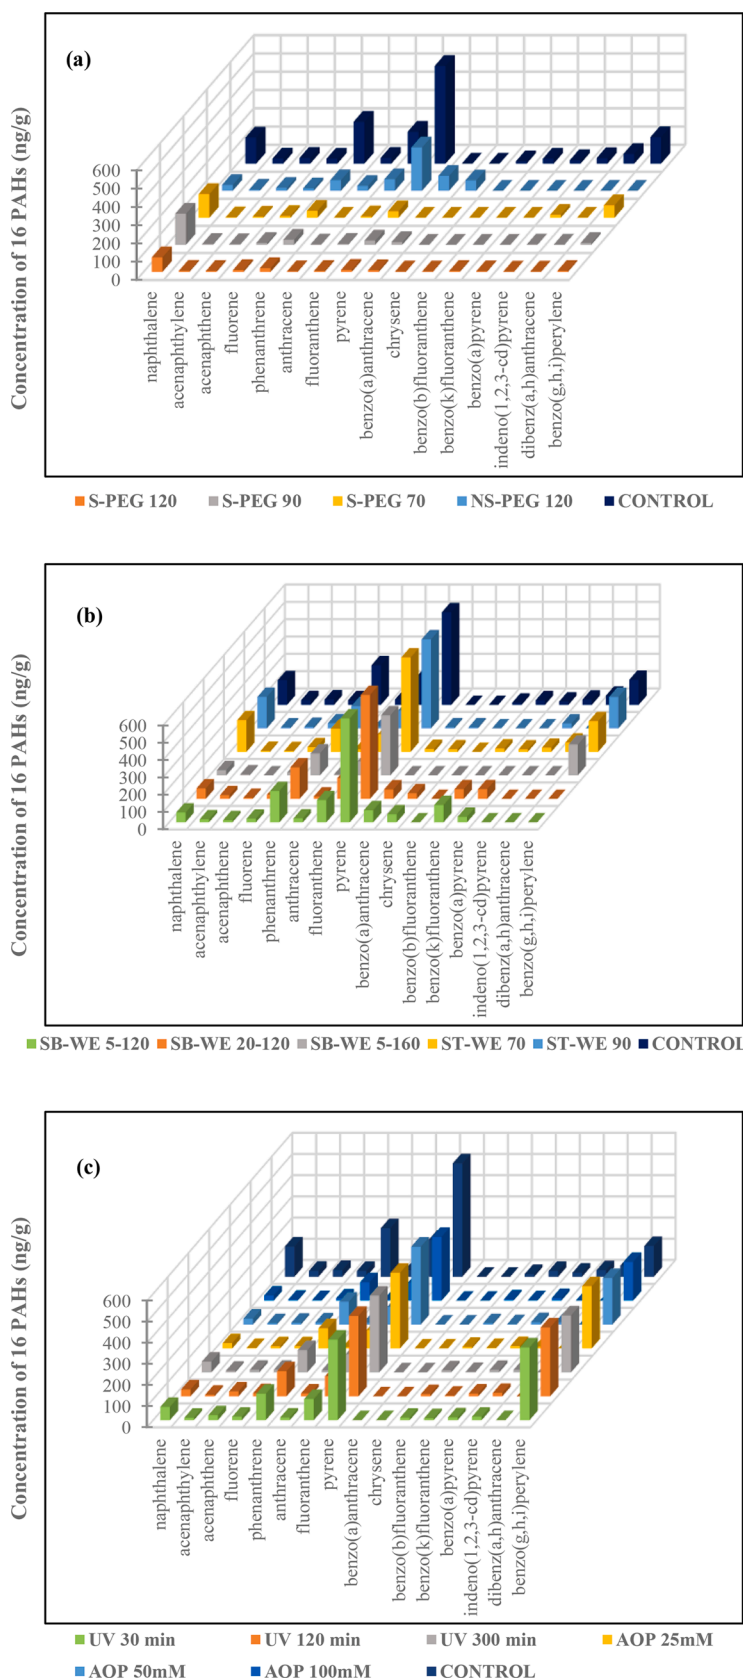 (a)
Concentration of 16 PAHs (ng/g)
600
500
400
300
200
100
0
naphthalene
acenaphthylene
acenaphthene
fluorene
phenanthrene
anthracene
fluoranthene
pyrene
benzo(a)anthracene
chrysene
benzo(b)fluoranthene
benzo(k)fluoranthene
benzo(a)pyrene
indeno(1,2,3-cd)pyrene
dibenz(a,h)anthracene
benzo(g,h,i)perylene
S-PEG 120 S-PEG 90 S-PEG 70 NS-PEG 120 CONTROL
(b)
Concentration of 16 PAHs (ng/g)
600
500
400
300
200
100
0
naphthalene
acenaphthylene
acenaphthene
fluorene
phenanthrene
anthracene
fluoranthene
pyrene
benzo(a)anthracene
chrysene
benzo(b)fluoranthene
benzo(k)fluoranthene
benzo(a)pyrene
indeno(1,2,3-cd)pyrene
dibenz(a,h)anthracene
benzo(g,h,i)perylene
SB-WE 5-120 SB-WE 20-120 SB-WE 5-160 ST-WE 70 ST-WE 90 CONTROL
(c)
Concentration of 16 PAHs (ng/g)
600
500
400
300
200
100
0
naphthalene
acenaphthylene
acenaphthene
fluorene
phenanthrene
anthracene
fluoranthene
pyrene
benzo(a)anthracene
chrysene
benzo(b)fluoranthene
benzo(k)fluoranthene
benzo(a)pyrene
indeno(1,2,3-cd)pyrene
dibenz(a,h)anthracene
benzo(g,h,i)perylene
UV 30 min UV 120 min UV 300 min AOP 25mM
AOP 50mM AOP 100mM CONTROL